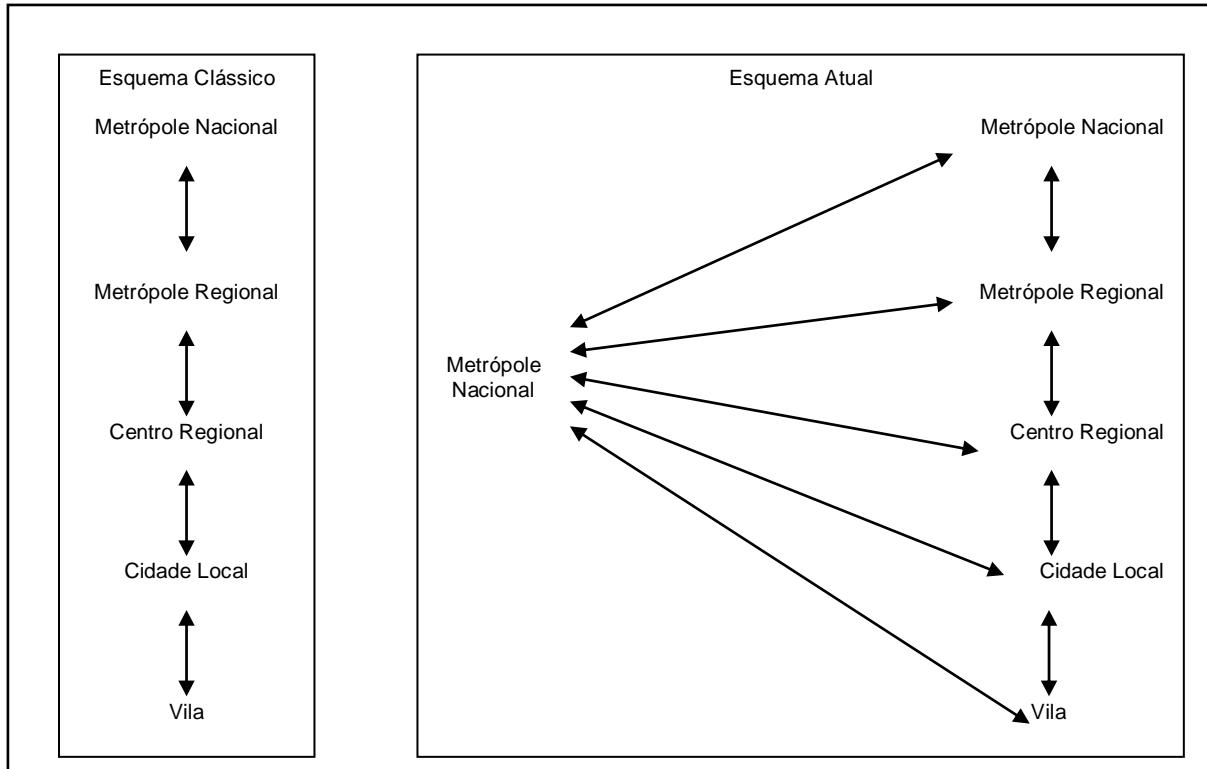 Esquema Clássico
Metrópole Nacional
Metrópole Regional
Centro Regional
Cidade Local
Vila
Esquema Atual
Metrópole
Nacional
Metrópole Nacional
Metrópole Regional
Centro Regional
Cidade Local
Vila